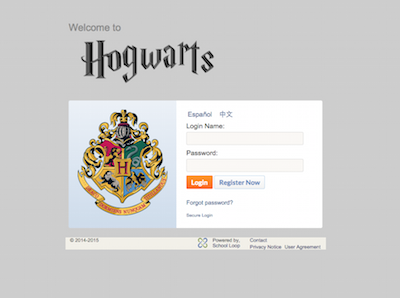 Welcome to
Hogwarts
Español 中文
Login Name:
Password:
Login Register Now
Forgot password?
Secure Login
© 2014-2015
Powered by,
School Loop
Contact
Privacy Notice User Agreement